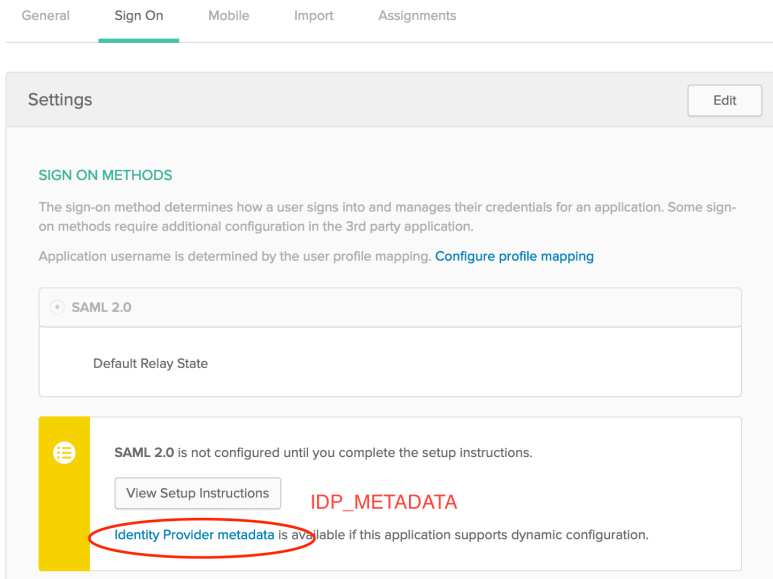 General Sign On Mobile Import Assignments
Settings Edit
SIGN ON METHODS
The sign-on method determines how a user signs into and manages their credentials for an application. Some sign-
on methods require additional configuration in the 3rd party application.
Application username is determined by the user profile mapping. Configure profile mapping
SAML 2.0
Default Relay State
SAML 2.0 is not configured until you complete the setup instructions.
View Setup Instructions
IDP_METADATA
Identity Provider metadata is available if this application supports dynamic configuration.